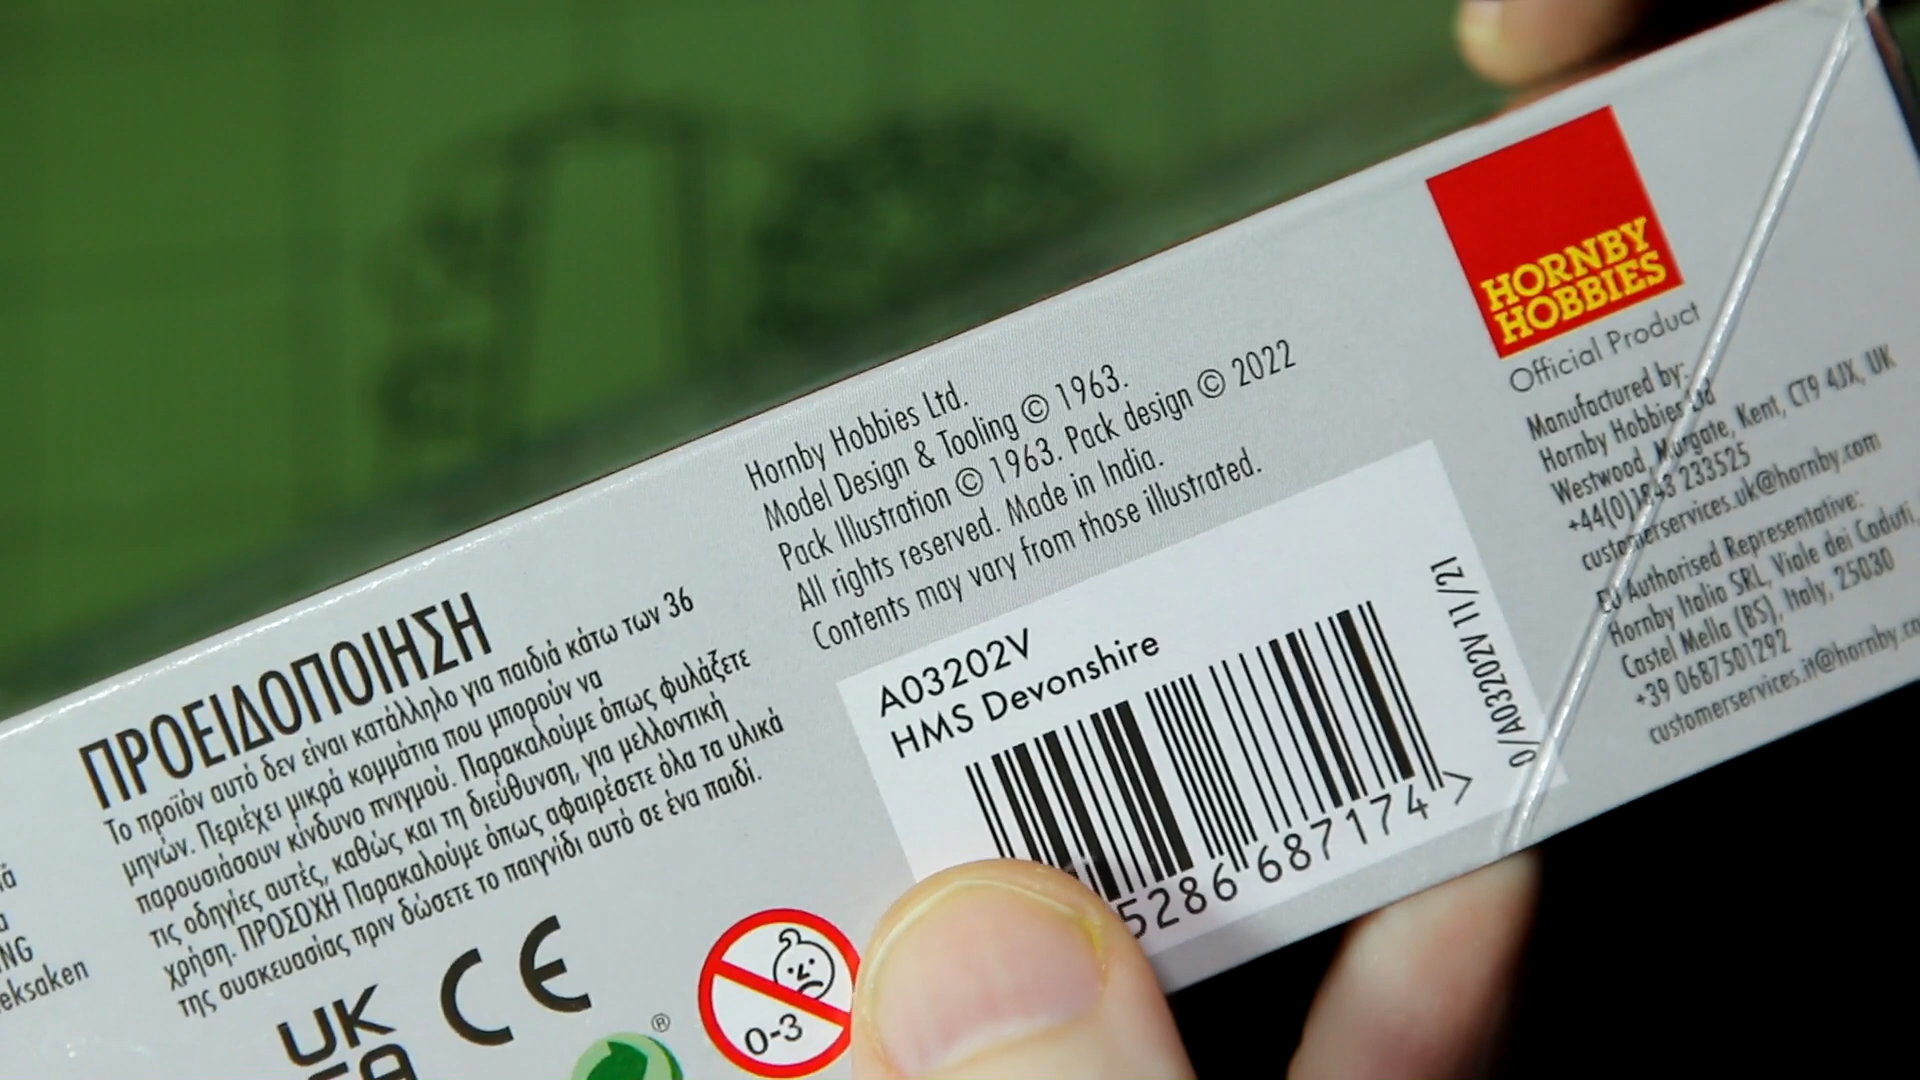 ΠΡΟΕΙΔΟΠΟΙΗΣΗ
Το προϊόν αυτό δεν είναι κατάλληλο για παιδιά κάτω των 36
μηνών. Περιέχει μικρά κομμάτια που μπορούν να
παρουσιάσουν κίνδυνο πνιγμού. Παρακαλούμε όπως φυλάξετε
τις οδηγίες αυτές, καθώς και τη διεύθυνση, για μελλοντική
χρήση. ΠΡΟΣΟΧΗ Παρακαλούμε όπως αφαιρέσετε όλα τα υλικά
της συσκευασίας πριν δώσετε το παιγνίδι αυτό σε ένα παιδί.
UK
CA
CE
0-3
®
Hornby Hobbies Ltd.
Model Design & Tooling © 1963.
Pack Illustration © 1963. Pack design © 2022
All rights reserved. Made in India.
Contents may vary from those illustrated.
A03202V
HMS Devonshire
5286 687174 >
0/A03202V 11/21
HORNBY
HOBBIES
Official Product
Manufactured by:
Hornby Hobbies Ltd
Westwood, Margate, Kent, CT9 4JX, UK
+44(0)1843 233525
customerservices.uk@hornby.com
EU Authorised Representative:
Hornby Italia SRL, Viale dei Caduti,
Castel Mella (BS), Italy, 25030
+39 0687501292
customerservices.it@hornby.co